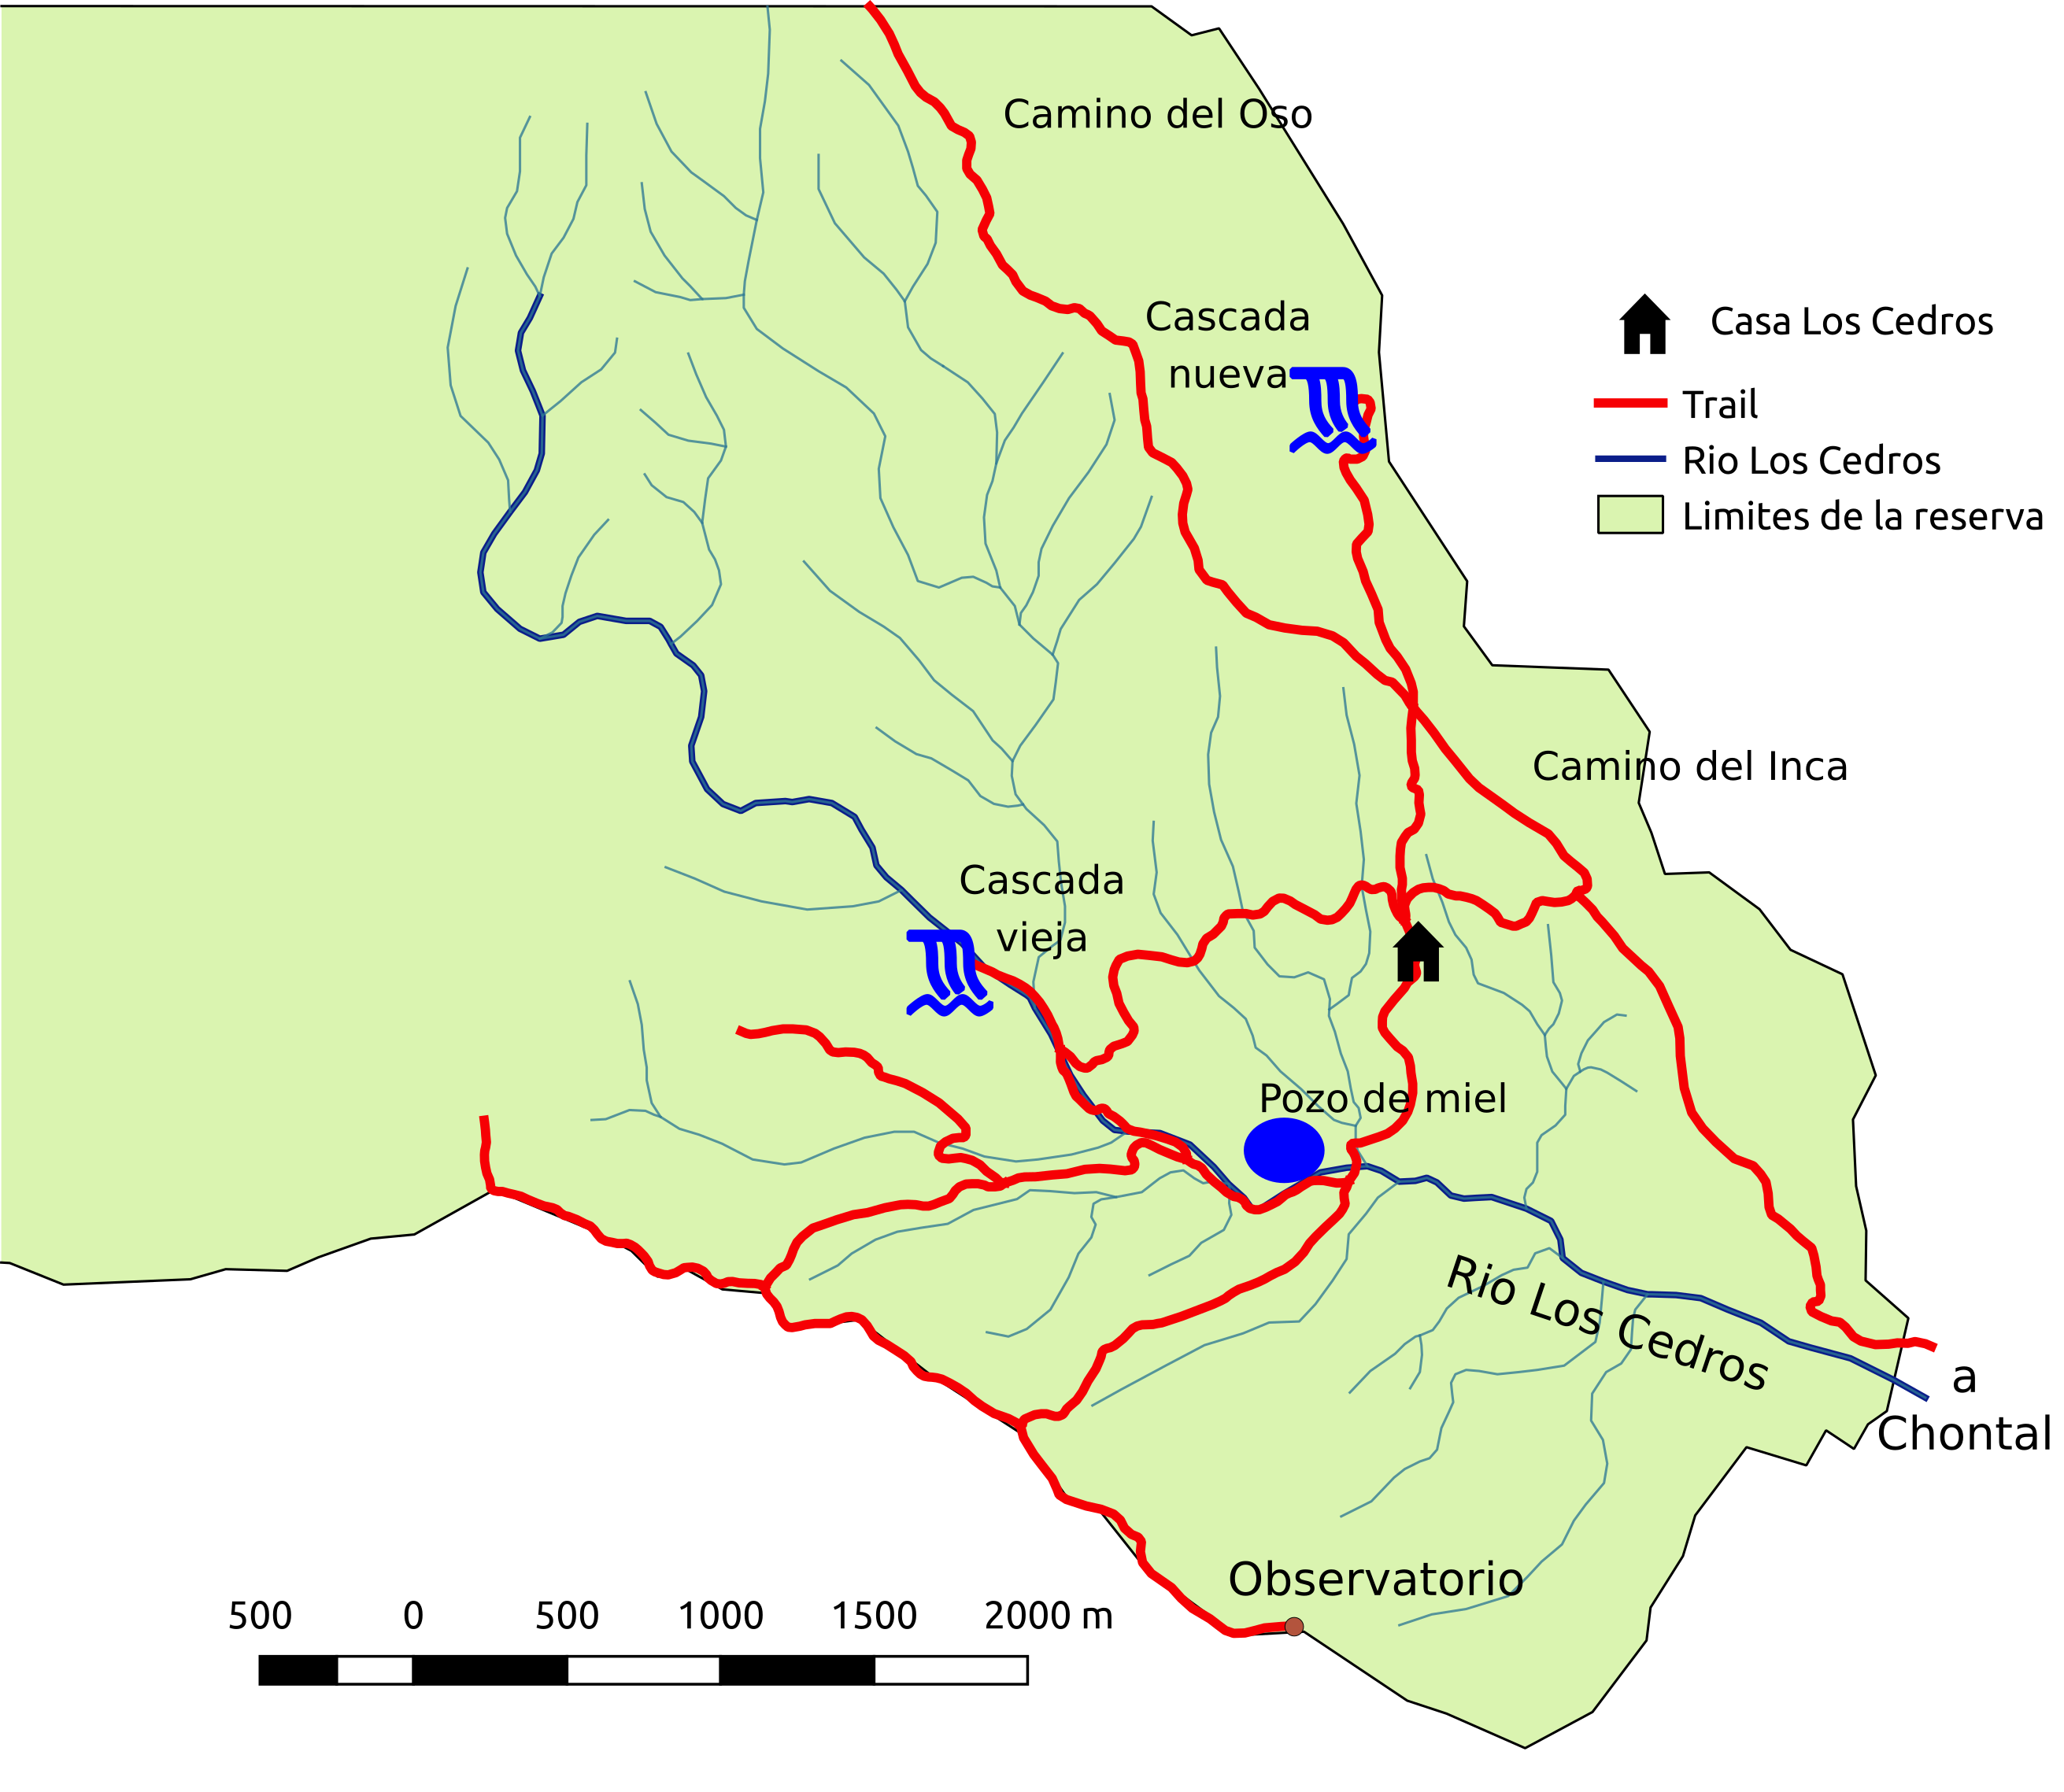 Camino del Oso
Cascada
nueva
Casa Los Cedros
Trail
Rio Los Cedros
Limites de la reserva
Camino del Inca
Cascada
vieja
Pozo de miel
Rio Los Cedros
a
Chontal
Observatorio
500 0 500 1000 1500 2000 m